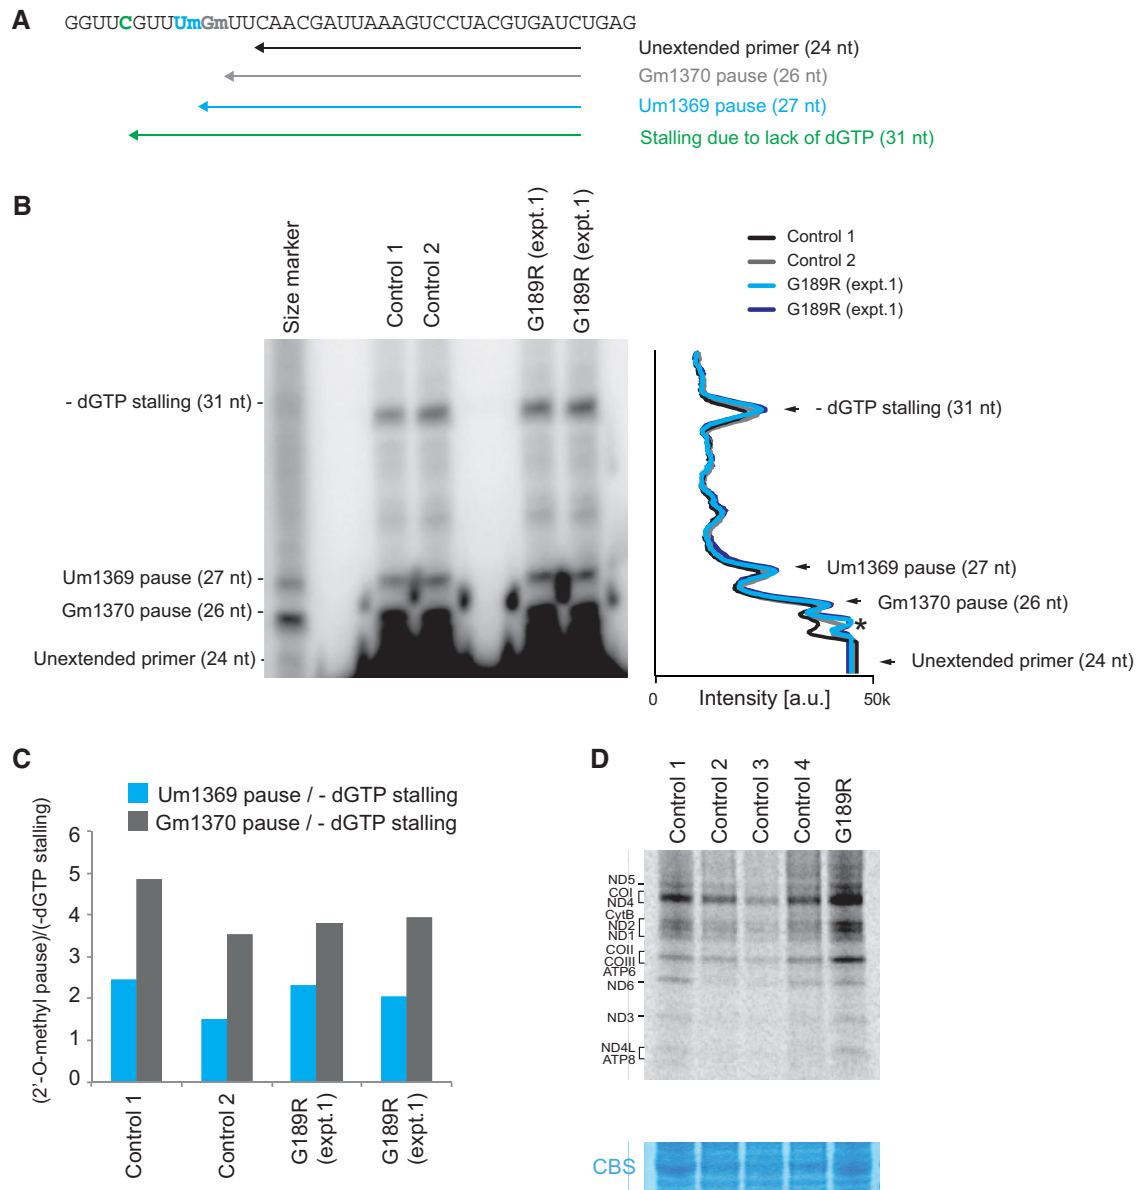 A
GGUUCGUUUUmGmUUCAACGAUUAAAGUCCUACGUGAUCUGAG
Unextended primer (24 nt)
Gm1370 pause (26 nt)
Um1369 pause (27 nt)
Stalling due to lack of dGTP (31 nt)
B
Size marker
Control 1
Control 2
G189R (expt.1)
G189R (expt.1)
- dGTP stalling (31 nt) -
Um1369 pause (27 nt) -
Gm1370 pause (26 nt) -
Unextended primer (24 nt) -
Control 1
Control 2
G189R (expt.1)
G189R (expt.1)
- dGTP stalling (31 nt)
Um1369 pause (27 nt)
Gm1370 pause (26 nt)
*
Unextended primer (24 nt)
0
Intensity [a.u.]
50k
C
Um1369 pause / - dGTP stalling
Gm1370 pause / - dGTP stalling
(2'-O-methyl pause)/(-dGTP stalling)
6
5
4
3
2
1
0
Control 1
Control 2
G189R
(expt.1)
G189R
(expt.1)
D
Control 1
Control 2
Control 3
Control 4
G189R
ND5
COI
ND4
CytB
ND2
ND1
COII
COIII
ATP6
ND6
ND3
ND4L
ATP8
CBS